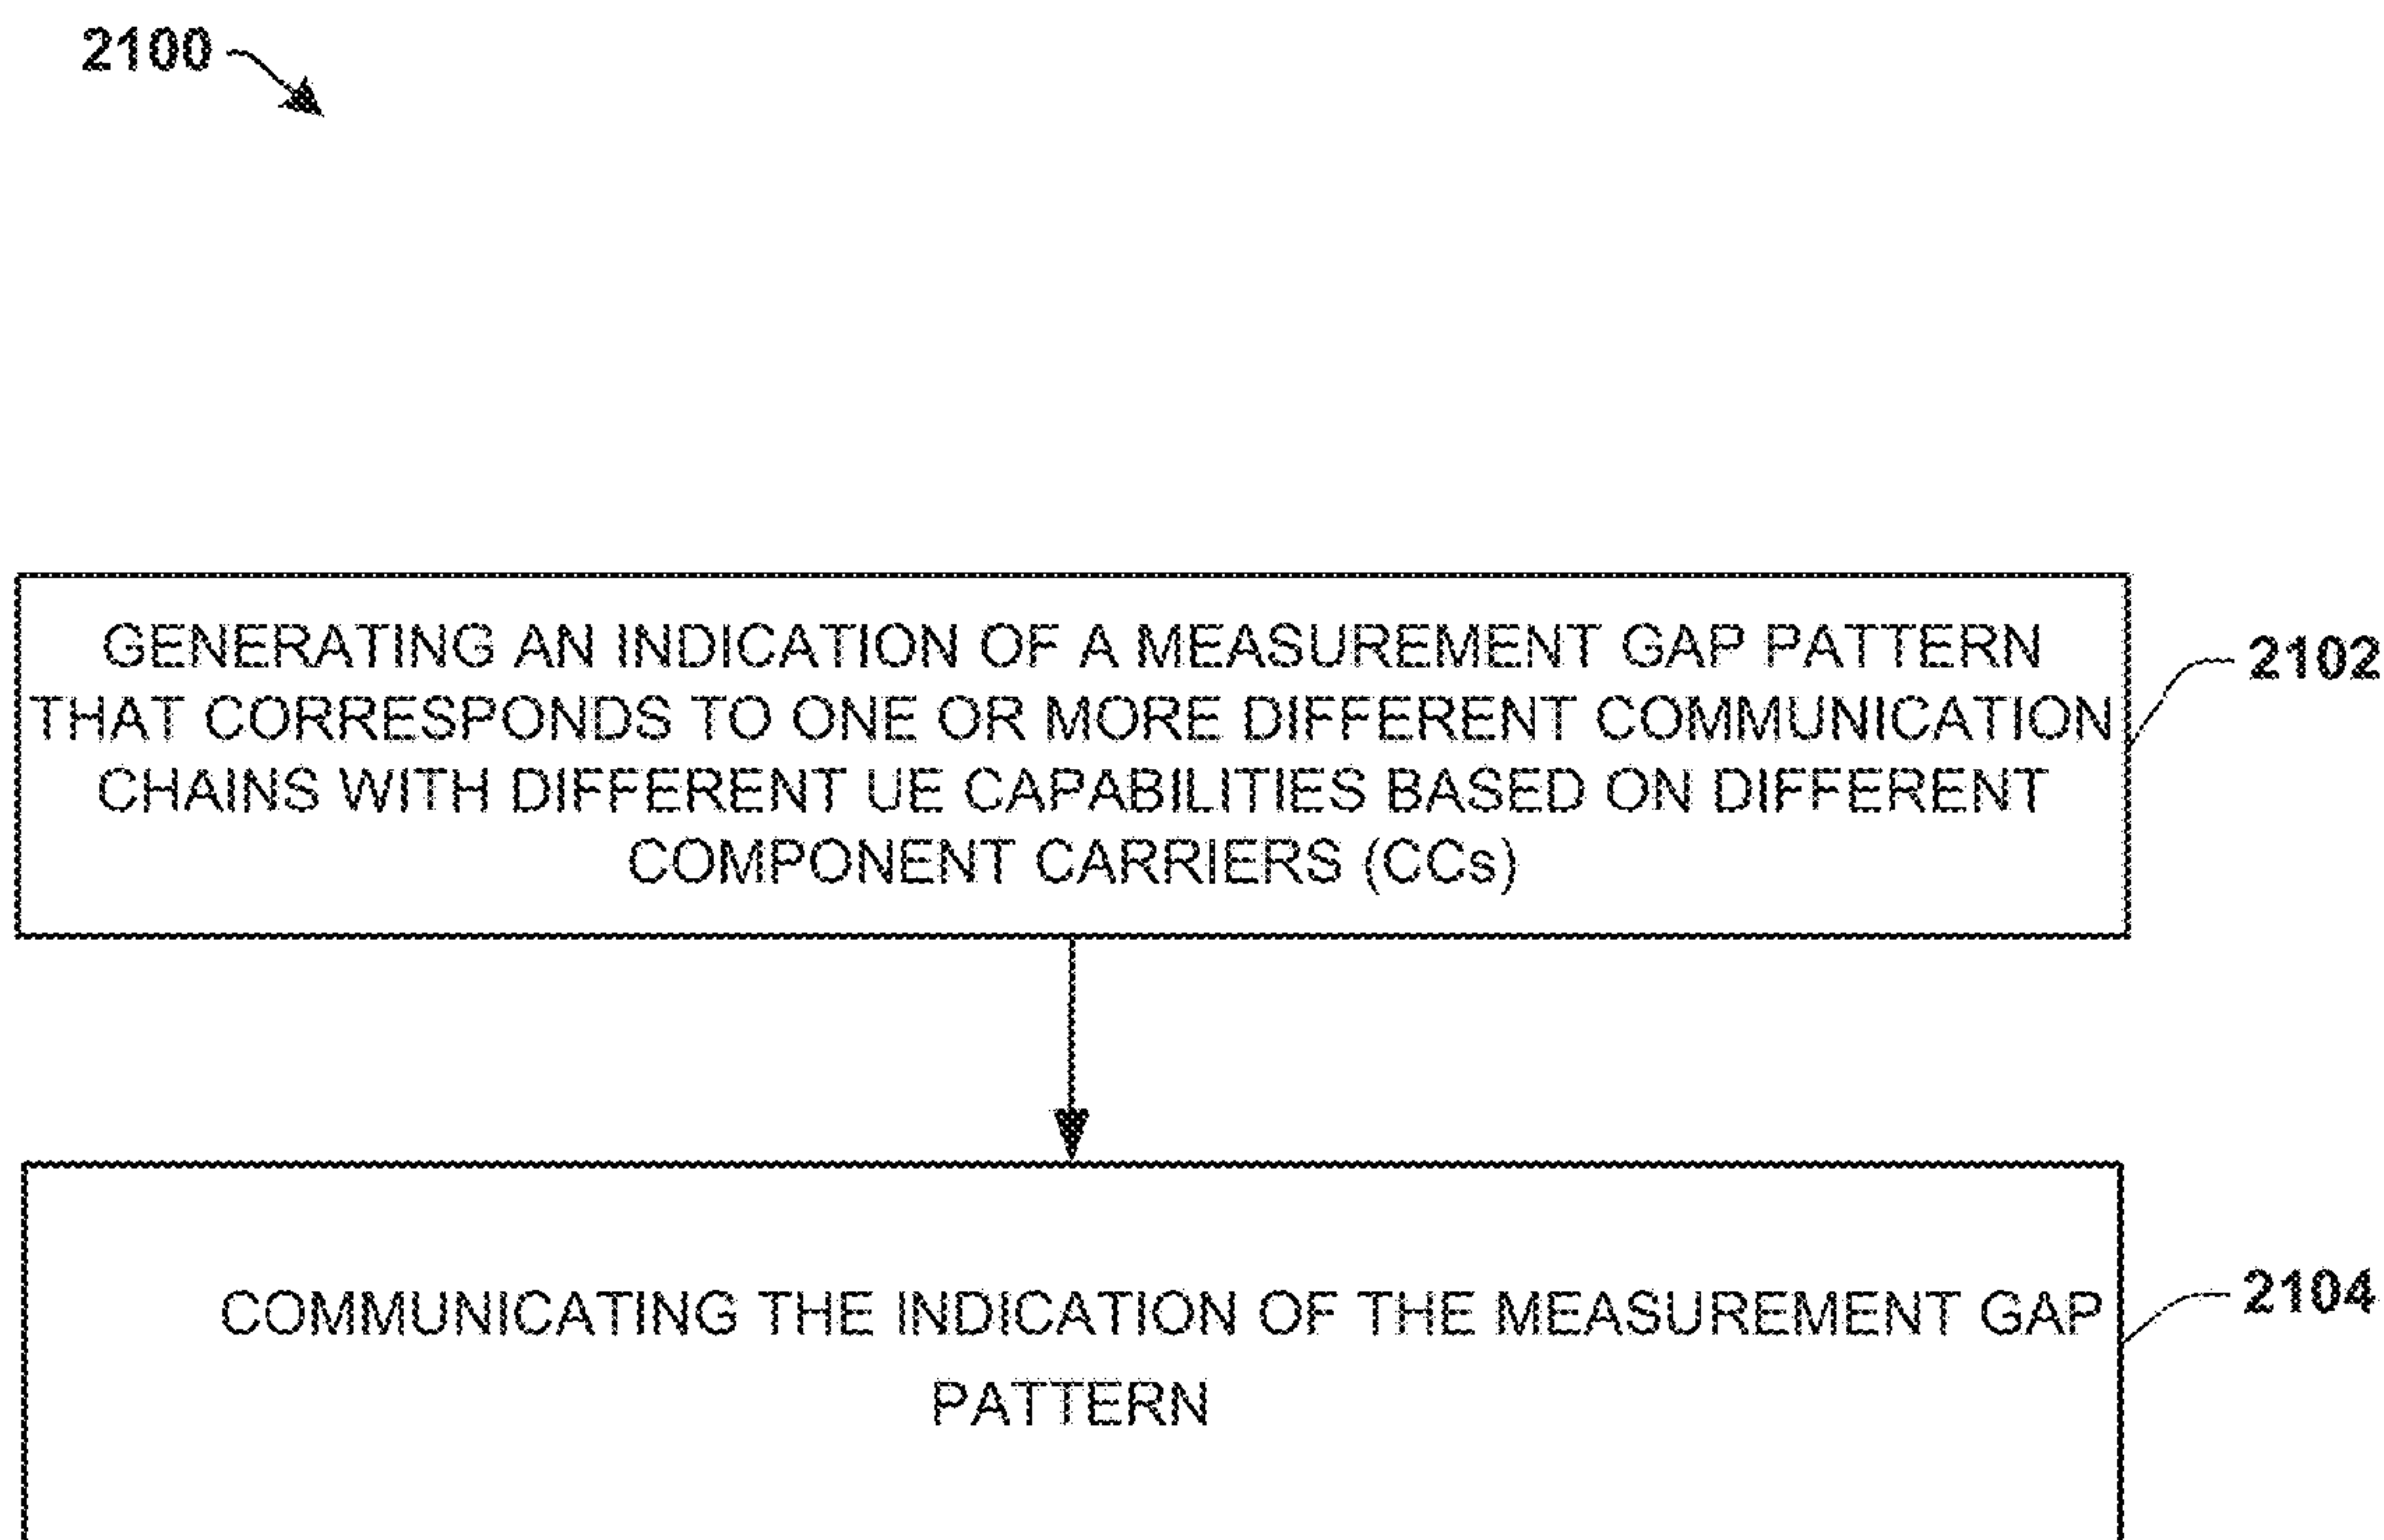 2100
GENERATING AN INDICATION OF A MEASUREMENT GAP PATTERN
THAT CORRESPONDS TO ONE OR MORE DIFFERENT COMMUNICATION
CHAINS WITH DIFFERENT UE CAPABILITIES BASED ON DIFFERENT
COMPONENT CARRIERS (CCs)
2102
COMMUNICATING THE INDICATION OF THE MEASUREMENT GAP
PATTERN
2104